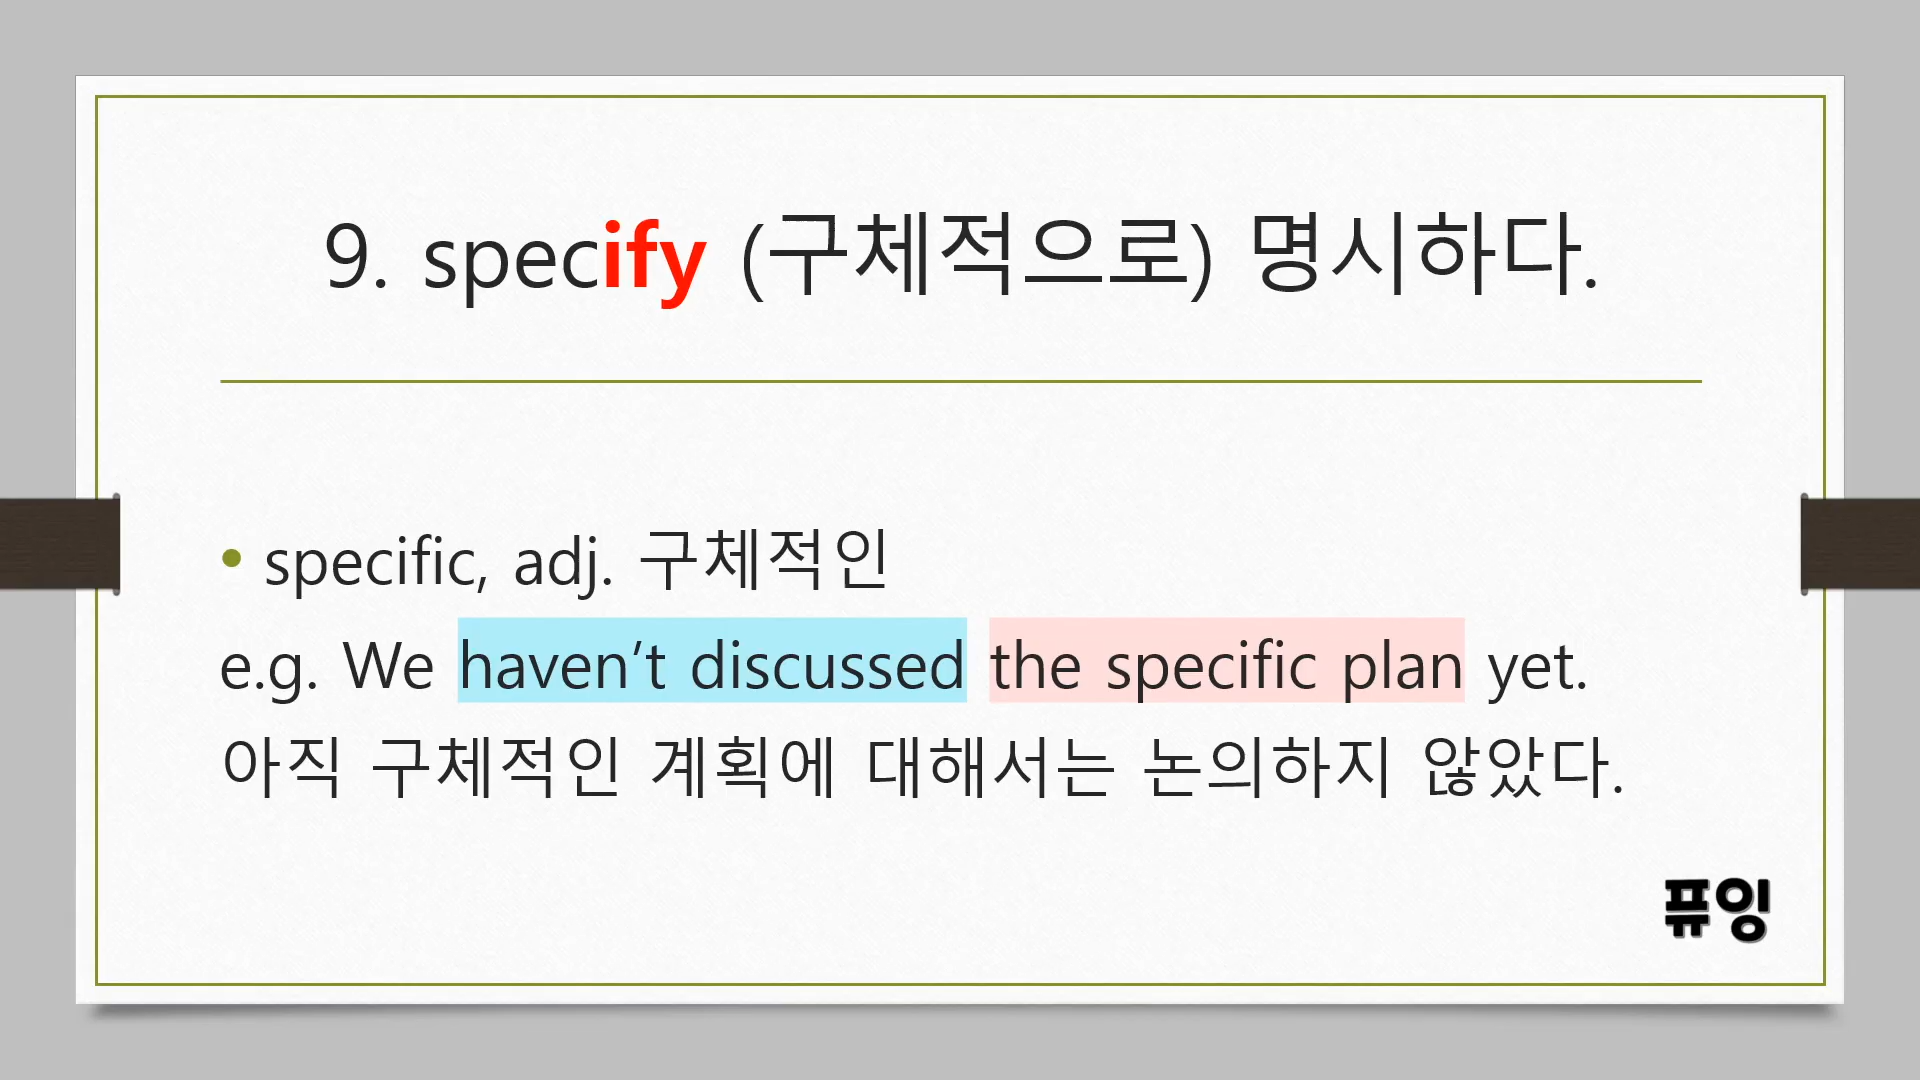 9. specify (구체적으로) 명시하다.
• specific, adj. 구체적인
e.g. We haven’t discussed the specific plan yet.
아직 구체적인 계획에 대해서는 논의하지 않았다.
퓨잉